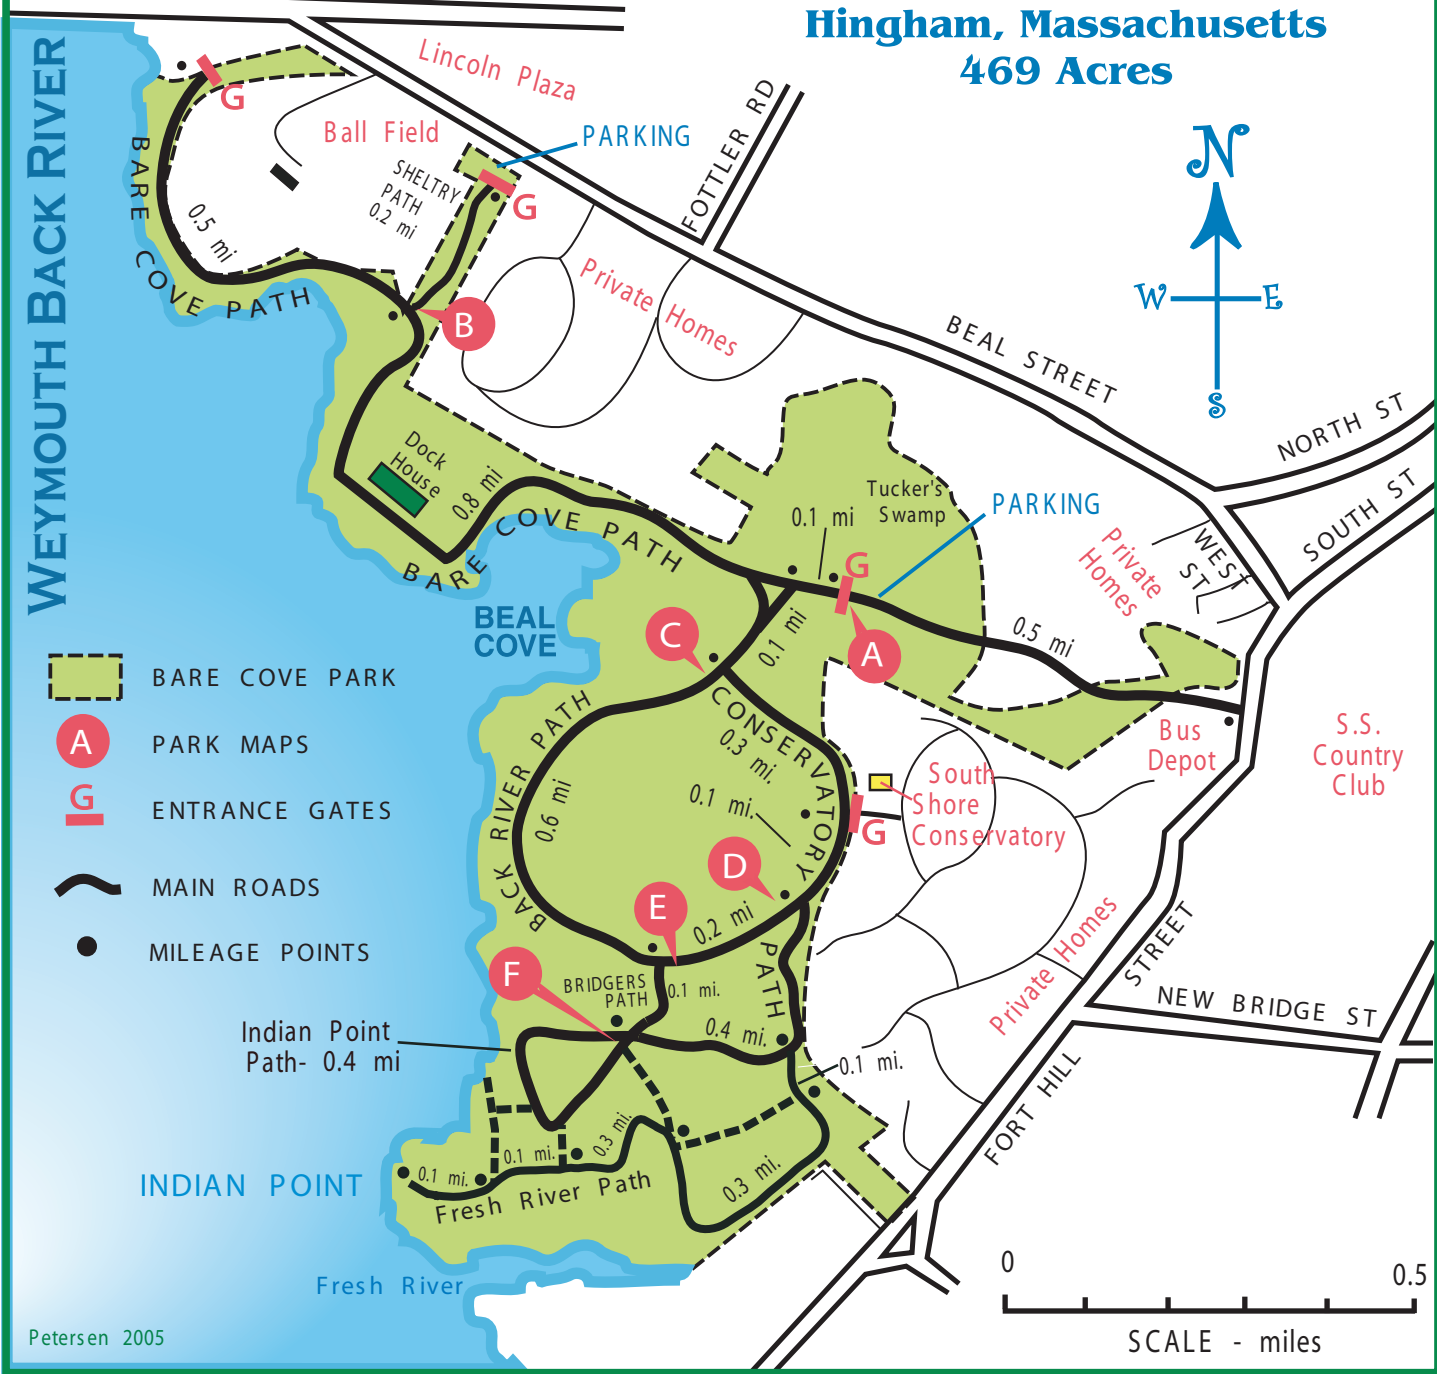 Hingham, Massachusetts
469 Acres
WEYMOUTH BACK RIVER
Lincoln Plaza
G
Ball Field
PARKING
SHELTRY
PATH
0.2 mi
G
FOTTLER RD
N
W
E
S
BARE COVE PATH
0.5 mi
Private Homes
B
BEAL STREET
NORTH ST
SOUTH ST
WEST
ST
Private
Homes
Dock
House
0.8 mi
BARE COVE PATH
Tucker's
Swamp
0.1 mi
PARKING
G
A
0.5 mi
BEAL
COVE
C
0.1 mi
BARE COVE PARK
A
PARK MAPS
G
ENTRANCE GATES
MAIN ROADS
MILEAGE POINTS
BACK RIVER PATH
0.6 mi
CONSERVATORY
PATH
0.3 mi.
0.1 mi.
G
South
Shore
Conservatory
Bus
Depot
S.S.
Country
Club
D
E
0.2 mi
F
BRIDGERS
PATH
0.1 mi.
0.4 mi.
Private Homes
FORT HILL
STREET
NEW BRIDGE ST
Indian Point
Path- 0.4 mi
0.1 mi.
0.3 mi.
0.1 mi.
0.1 mi.
0.3 mi.
Fresh River Path
INDIAN POINT
Fresh River
0
0.5
SCALE - miles
Petersen 2005